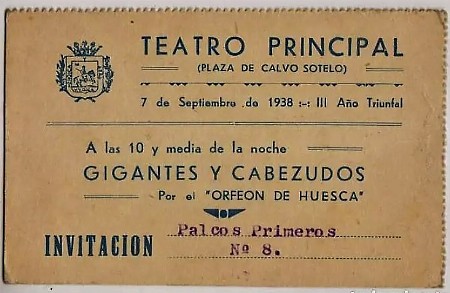 TEATRO PRINCIPAL
(PLAZA DE CALVO SOTELO)
7 de Septiembre de 1938 :-: III Año Triunfal
A las 10 y media de la noche
GIGANTES Y CABEZUDOS
Por el "ORFEON DE HUESCA"
INVITACION
Palcos Primeros
Nº 8.